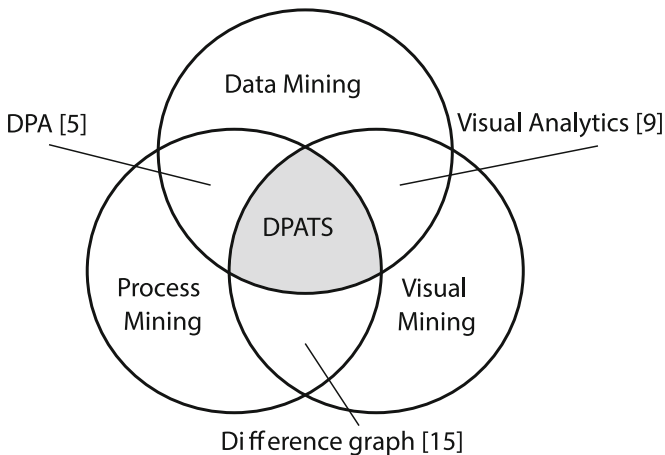 Data Mining
DPA [5]
Visual Analytics [9]
DPATS
Process
Mining
Visual
Mining
Difference graph [15]